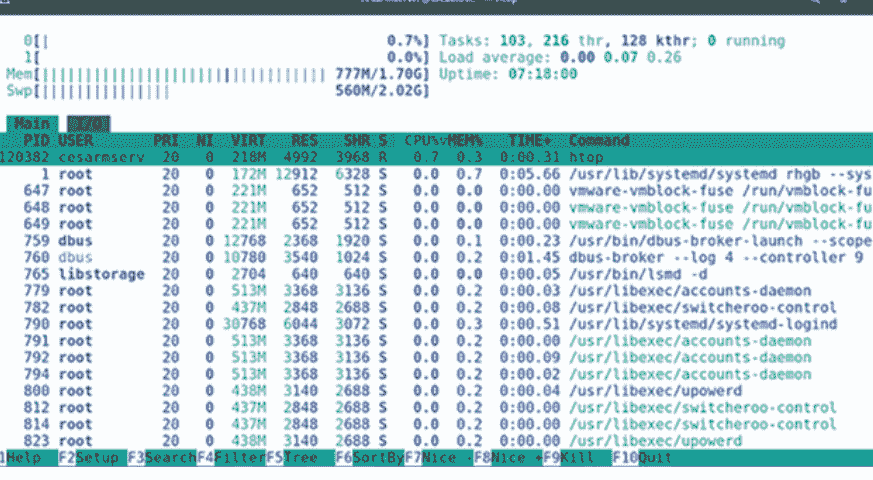 0[| 0.7%] Tasks: 103, 216 thr, 128 kthr; 0 running
1[ 0.0%] Load average: 0.00 0.07 0.26
Mem[|||||||||||||||||||||||||||||||||| 777M/1.70G] Uptime: 07:18:00
Swp[|||||||||||||||| 560M/2.02G]
Main I/O
PID USER PRI NI VIRT RES SHR S CPU%▽MEM% TIME+ Command
120382 cesarmserv 20 0 218M 4992 3968 R 0.7 0.3 0:00.31 htop
1 root 20 0 172M 12912 6328 S 0.0 0.7 0:05.66 /usr/lib/systemd/systemd rhgb --sys
647 root 20 0 221M 652 512 S 0.0 0.0 0:00.00 vmware-vmblock-fuse /run/vmblock-fu
648 root 20 0 221M 652 512 S 0.0 0.0 0:00.00 vmware-vmblock-fuse /run/vmblock-fu
649 root 20 0 221M 652 512 S 0.0 0.0 0:00.00 vmware-vmblock-fuse /run/vmblock-fu
759 dbus 20 0 12768 2368 1920 S 0.0 0.1 0:00.23 /usr/bin/dbus-broker-launch --scope
760 dbus 20 0 10780 3540 1024 S 0.0 0.2 0:01.45 dbus-broker --log 4 --controller 9
765 libstorage 20 0 2704 640 640 S 0.0 0.0 0:00.05 /usr/bin/lsmd -d
779 root 20 0 513M 3368 3136 S 0.0 0.2 0:00.03 /usr/libexec/accounts-daemon
782 root 20 0 437M 2848 2688 S 0.0 0.2 0:00.08 /usr/libexec/switcheroo-control
790 root 20 0 30768 6044 3072 S 0.0 0.3 0:00.51 /usr/lib/systemd/systemd-logind
791 root 20 0 513M 3368 3136 S 0.0 0.2 0:00.00 /usr/libexec/accounts-daemon
792 root 20 0 513M 3368 3136 S 0.0 0.2 0:00.09 /usr/libexec/accounts-daemon
794 root 20 0 513M 3368 3136 S 0.0 0.2 0:00.02 /usr/libexec/accounts-daemon
800 root 20 0 438M 3140 2688 S 0.0 0.2 0:00.04 /usr/libexec/upowerd
812 root 20 0 437M 2848 2688 S 0.0 0.2 0:00.00 /usr/libexec/switcheroo-control
814 root 20 0 437M 2848 2688 S 0.0 0.2 0:00.00 /usr/libexec/switcheroo-control
823 root 20 0 438M 3140 2688 S 0.0 0.2 0:00.00 /usr/libexec/upowerd
1Help F2Setup F3SearchF4FilterF5Tree F6SortByF7Nice -F8Nice +F9Kill F10Quit